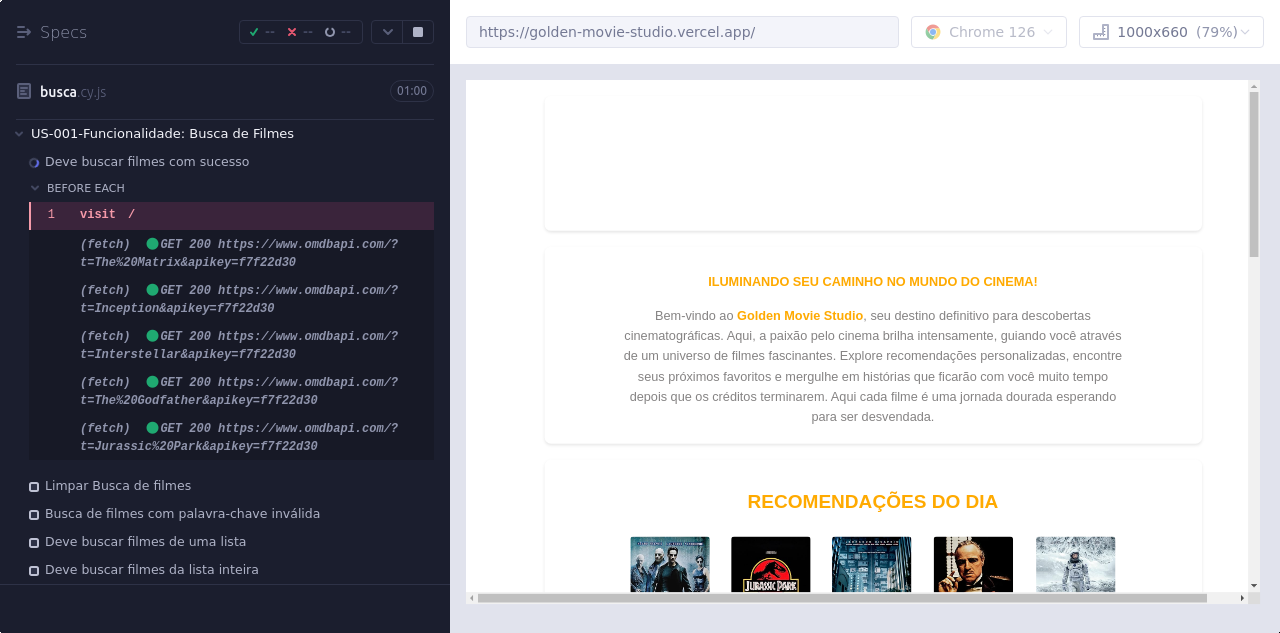 Specs
-- -- --
https://golden-movie-studio.vercel.app/
Chrome 126
1000x660 (79%)
busca.cy.js
01:00
US-001-Funcionalidade: Busca de Filmes
Deve buscar filmes com sucesso
BEFORE EACH
1 visit /
(fetch) GET 200 https://www.omdbapi.com/?
t=The%20Matrix&apikey=f7f22d30
(fetch) GET 200 https://www.omdbapi.com/?
t=Inception&apikey=f7f22d30
(fetch) GET 200 https://www.omdbapi.com/?
t=Interstellar&apikey=f7f22d30
(fetch) GET 200 https://www.omdbapi.com/?
t=The%20Godfather&apikey=f7f22d30
(fetch) GET 200 https://www.omdbapi.com/?
t=Jurassic%20Park&apikey=f7f22d30
Limpar Busca de filmes
Busca de filmes com palavra-chave inválida
Deve buscar filmes de uma lista
Deve buscar filmes da lista inteira
ILUMINANDO SEU CAMINHO NO MUNDO DO CINEMA!
Bem-vindo ao Golden Movie Studio, seu destino definitivo para descobertas
cinematográficas. Aqui, a paixão pelo cinema brilha intensamente, guiando você através
de um universo de filmes fascinantes. Explore recomendações personalizadas, encontre
seus próximos favoritos e mergulhe em histórias que ficarão com você muito tempo
depois que os créditos terminarem. Aqui cada filme é uma jornada dourada esperando
para ser desvendada.
RECOMENDAÇÕES DO DIA
JURASSIC PARK